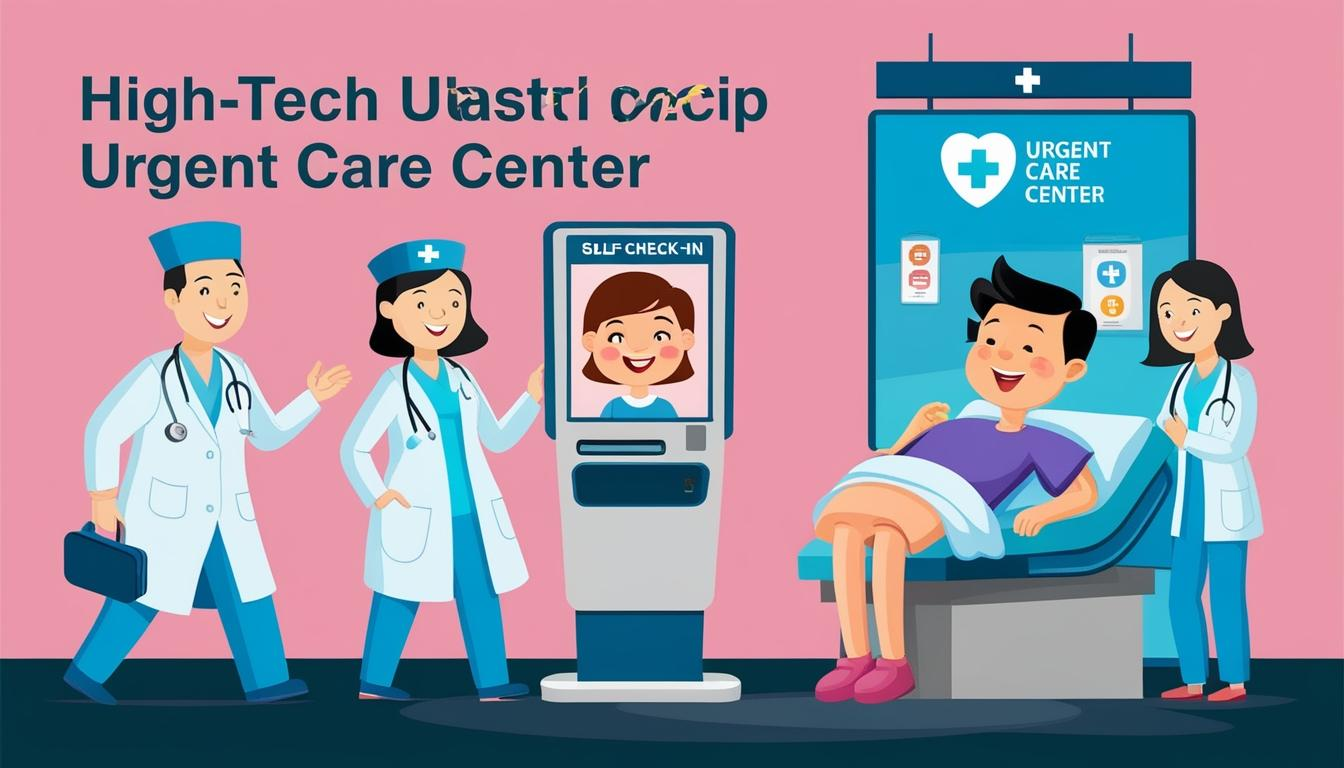 High-Tech
Urgent Care Center
URGENT
CARE
CENTER
SLLF CHECK-IN